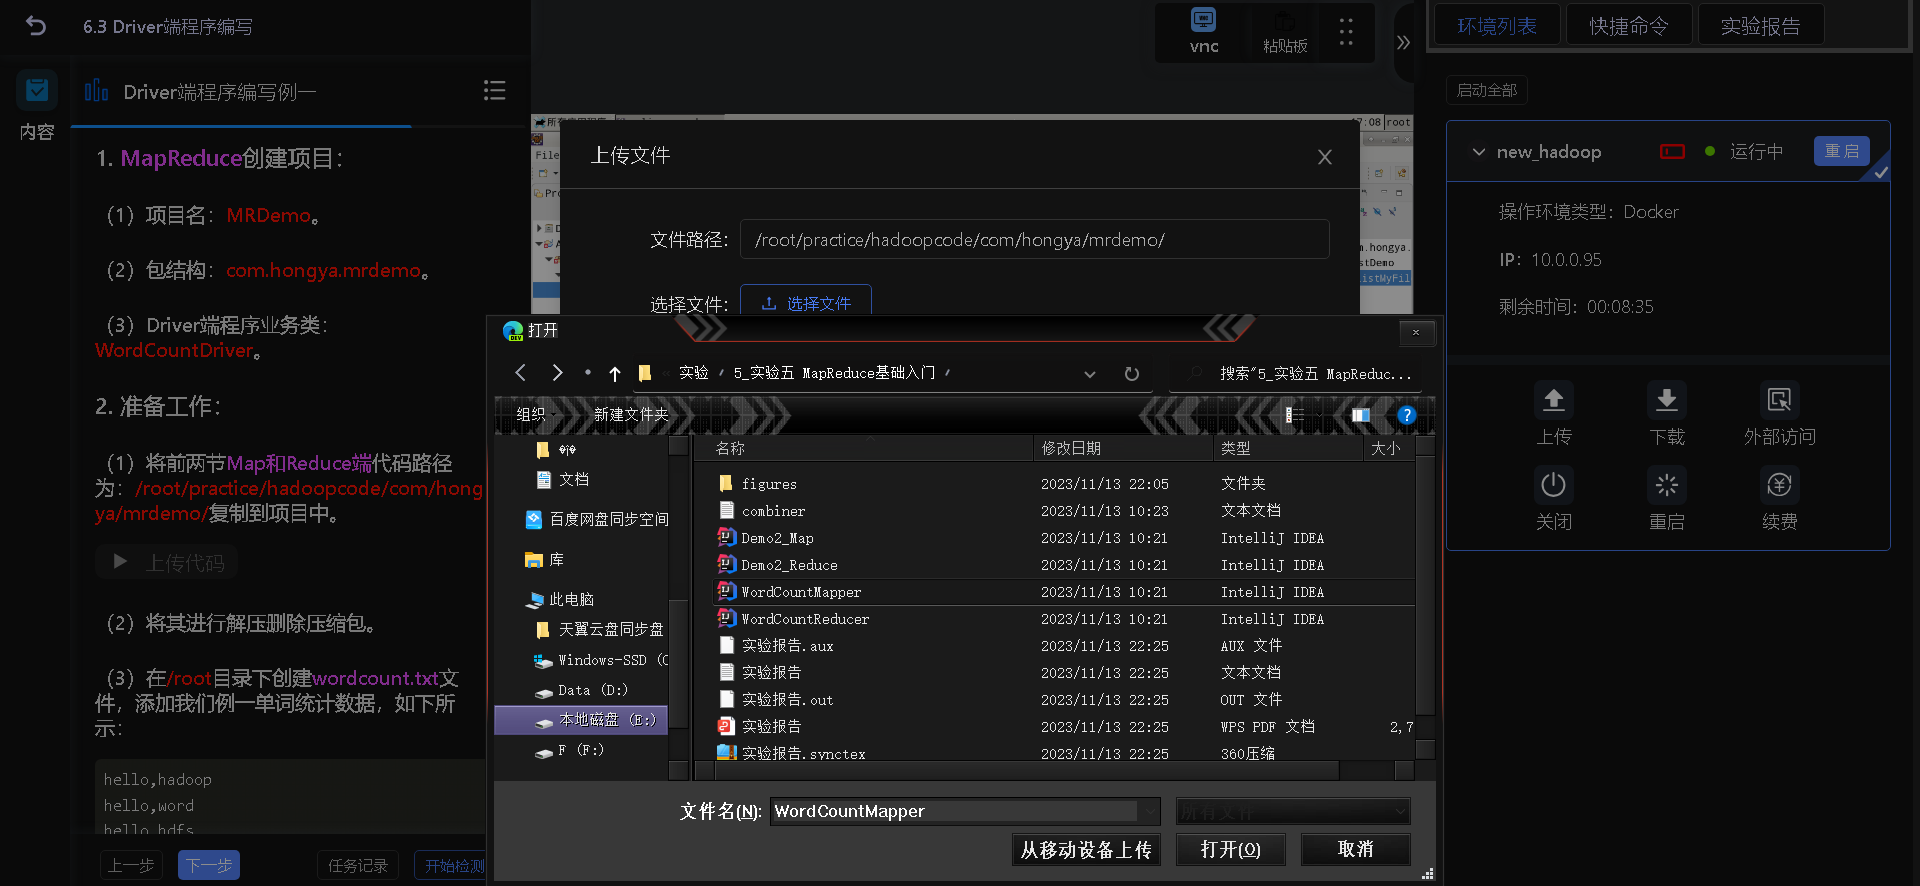 6.3 Driver端程序编写
vnc
粘贴板
环境列表
快捷命令
实验报告
内容
Driver端程序编写例一
1. MapReduce创建项目：
（1）项目名：MRDemo。
（2）包结构：com.hongya.mrdemo。
（3）Driver端程序业务类：
WordCountDriver。
2. 准备工作：
（1）将前两节Map和Reduce端代码路径
为：/root/practice/hadoopcode/com/hong
ya/mrdemo/复制到项目中。
上传代码
（2）将其进行解压删除压缩包。
（3）在/root目录下创建wordcount.txt文
件，添加我们例一单词统计数据，如下所
示：
hello,hadoop
hello,word
hello,hdfs
上一步
下一步
任务记录
开始检测
root
File
上传文件
文件路径：
/root/practice/hadoopcode/com/hongya/mrdemo/
选择文件：
选择文件
打开
实验
5_实验五 MapReduce基础入门
搜索"5_实验五 MapReduc...
组织
新建文件夹
文档
百度网盘同步空间
库
此电脑
天翼云盘同步盘
Windows-SSD (C
Data (D:)
本地磁盘 (E:)
F (F:)
名称
修改日期
类型
大小
figures 2023/11/13 22:05 文件夹
combiner 2023/11/13 10:23 文本文档
Demo2_Map 2023/11/13 10:21 IntelliJ IDEA
Demo2_Reduce 2023/11/13 10:21 IntelliJ IDEA
WordCountMapper 2023/11/13 10:21 IntelliJ IDEA
WordCountReducer 2023/11/13 10:21 IntelliJ IDEA
实验报告.aux 2023/11/13 22:25 AUX 文件
实验报告 2023/11/13 22:25 文本文档
实验报告.out 2023/11/13 22:25 OUT 文件
实验报告 2023/11/13 22:25 WPS PDF 文档 2,7
实验报告.synctex 2023/11/13 22:25 360压缩
文件名(N):
WordCountMapper
所有文件
从移动设备上传
打开(O)
取消
启动全部
new_hadoop
运行中
重启
操作环境类型：Docker
IP：10.0.0.95
剩余时间：00:08:35
上传
下载
外部访问
关闭
重启
续费